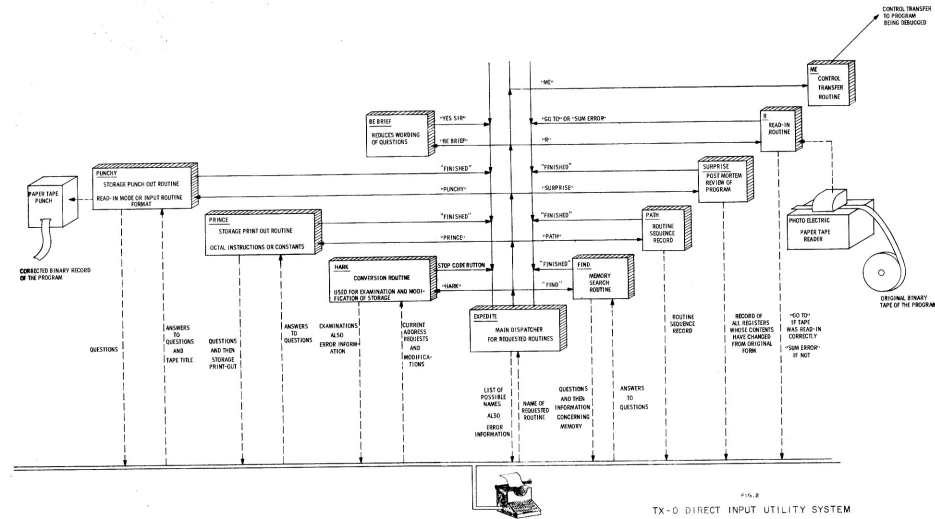 CONTROL TRANSFER
TO PROGRAM
BEING DEBUGGED
ME
CONTROL
TRANSFER
ROUTINE
"ME"
BE BRIEF
REDUCES WORDING
OF QUESTIONS
"YES SIR"
"BE BRIEF"
"GO TO" OR "SUM ERROR"
"R"
R
READ-IN
ROUTINE
PUNCHY
STORAGE PUNCH OUT ROUTINE
READ-IN MODE OR INPUT ROUTINE
FORMAT
"FINISHED"
"PUNCHY"
"FINISHED"
"SURPRISE"
SURPRISE
POST MORTEM
REVIEW OF
PROGRAM
PAPER TAPE
PUNCH
CORRECTED BINARY RECORD
OF THE PROGRAM
PRINCE
STORAGE PRINT OUT ROUTINE
OCTAL INSTRUCTIONS OR CONSTANTS
"FINISHED"
"PRINCE"
"FINISHED"
"PATH"
PATH
ROUTINE
SEQUENCE
RECORD
PHOTO ELECTRIC
PAPER TAPE
READER
ORIGINAL BINARY
TAPE OF THE PROGRAM
HARK
CONVERSION ROUTINE
USED FOR EXAMINATION AND MODI-
FICATION OF STORAGE
STOP CODE BUTTON
"HARK"
"FINISHED"
"FIND"
FIND
MEMORY
SEARCH
ROUTINE
EXPEDITE
MAIN DISPATCHER
FOR REQUESTED ROUTINES
QUESTIONS
ANSWERS
TO
QUESTIONS
AND
TAPE TITLE
QUESTIONS
AND THEN
STORAGE
PRINT-OUT
ANSWERS
TO
QUESTIONS
EXAMINATIONS
ALSO
ERROR INFORM-
ATION
CURRENT
ADDRESS
REQUESTS
AND
MODIFICA-
TIONS
LIST OF
POSSIBLE
NAMES
ALSO
ERROR
INFORMATION
NAME OF
REQUESTED
ROUTINE
QUESTIONS
AND THEN
INFORMATION
CONCERNING
MEMORY
ANSWERS
TO
QUESTIONS
ROUTINE
SEQUENCE
RECORD
RECORD OF
ALL REGISTERS
WHOSE CONTENTS
HAVE CHANGED
FROM ORIGINAL
FORM
"GO TO"
IF TAPE
WAS READ-IN
CORRECTLY
"SUM ERROR"
IF NOT
FIG. 2
TX-0 DIRECT INPUT UTILITY SYSTEM